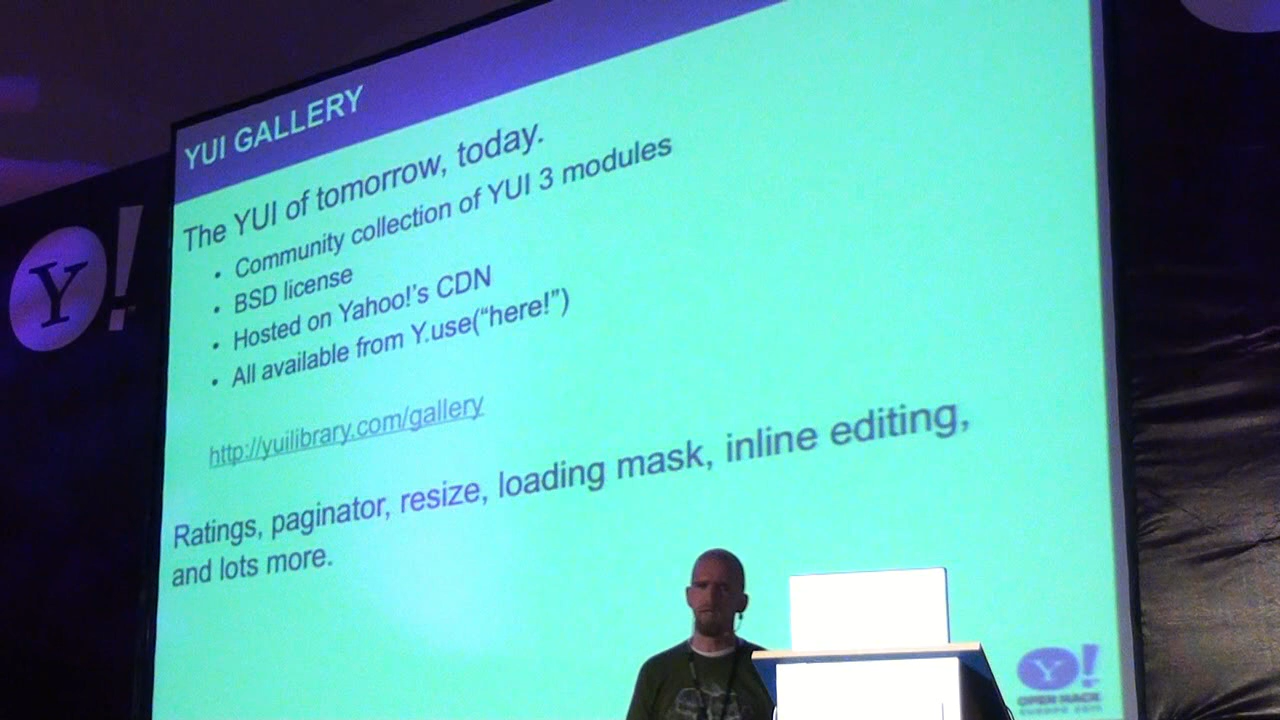 YUI GALLERY
The YUI of tomorrow, today.
• Community collection of YUI 3 modules
• BSD license
• Hosted on Yahoo!'s CDN
• All available from Y.use(“here!”)
http://yuilibrary.com/gallery
Ratings, paginator, resize, loading mask, inline editing,
and lots more.
Y!
Y!
OPEN HACK